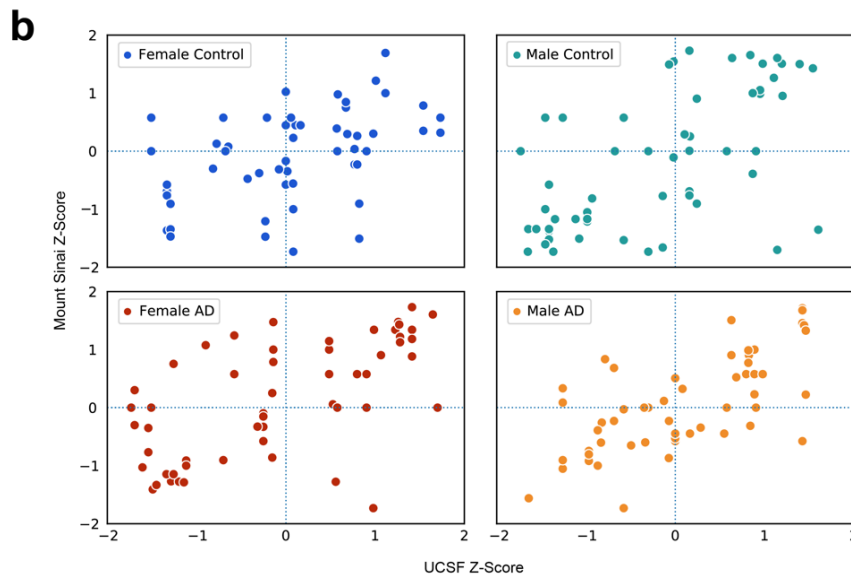 b
Female Control
Male Control
2
1
0
−1
−2
Mount Sinai Z-Score
Female AD
Male AD
2
1
0
−1
−2
−2
−1
0
1
2
−2
−1
0
1
2
UCSF Z-Score